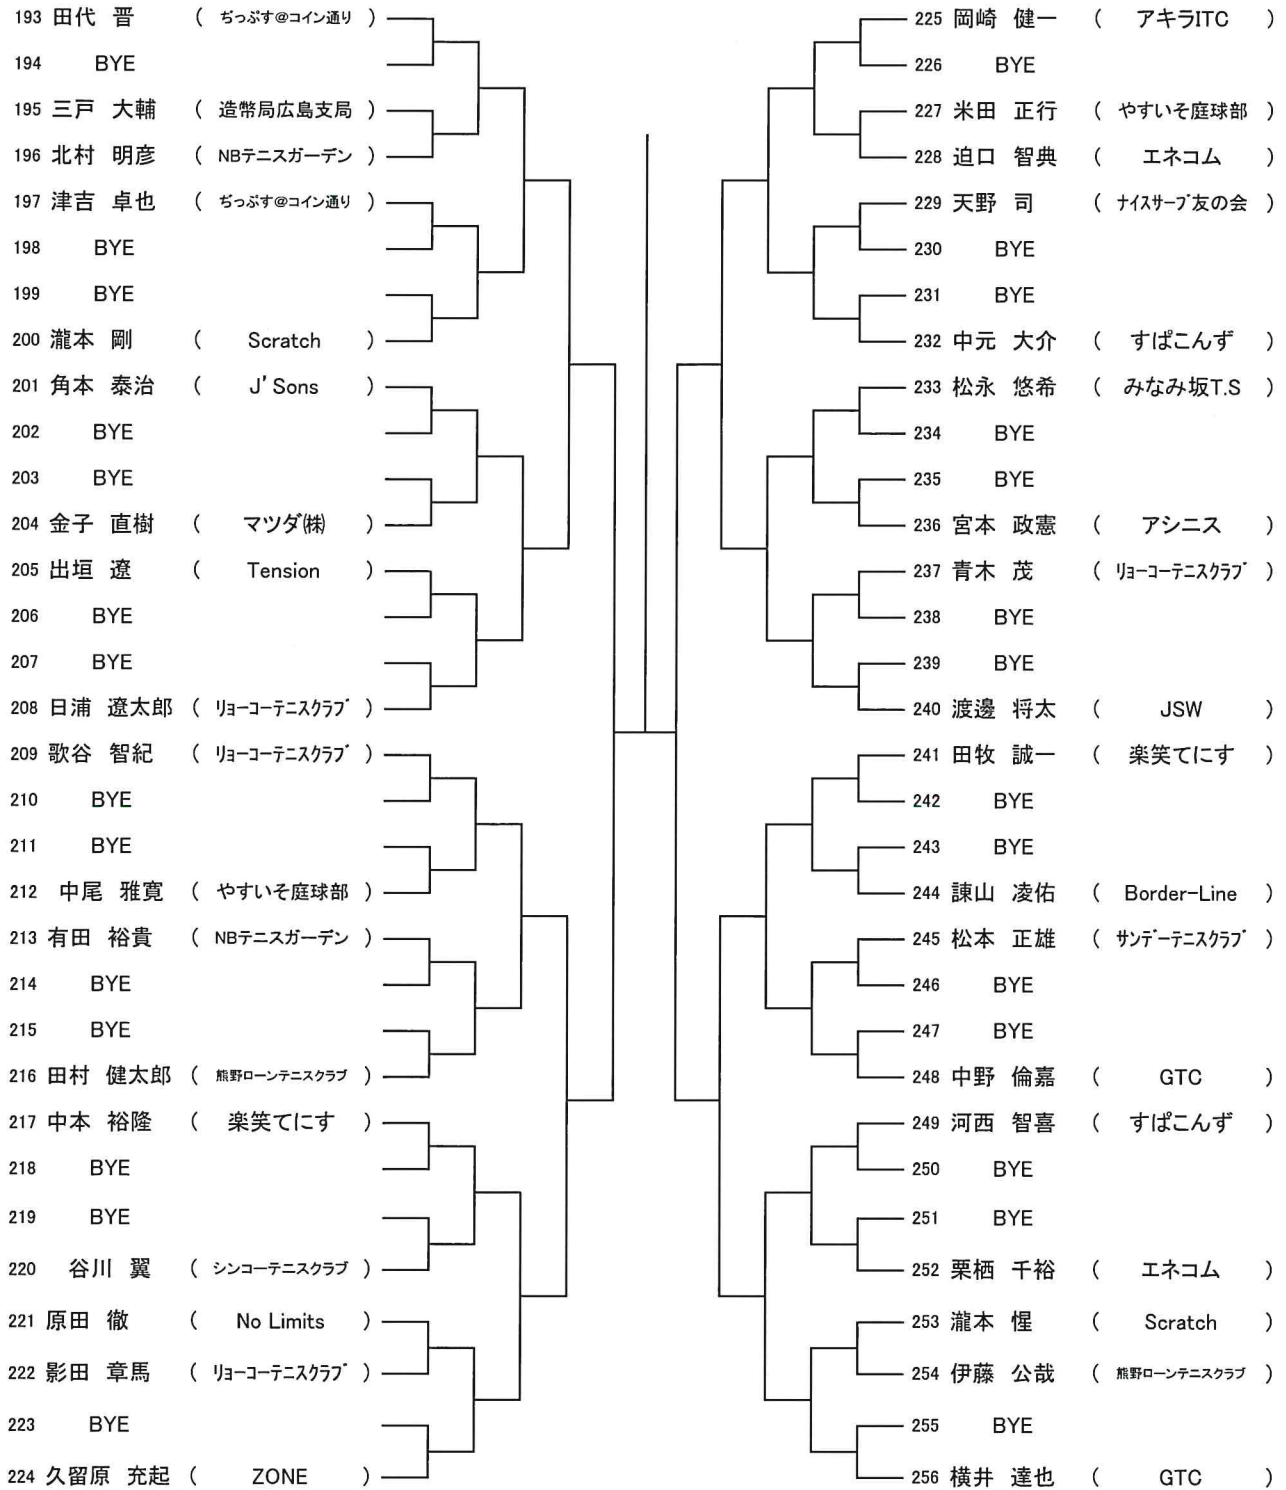 193 田代 晋 ( ぢっぷす@コイン通り )
194 BYE
195 三戸 大輔 ( 造幣局広島支局 )
196 北村 明彦 ( NBテニスガーデン )
197 津吉 卓也 ( ぢっぷす@コイン通り )
198 BYE
199 BYE
200 瀧本 剛 ( Scratch )
201 角本 泰治 ( J'Sons )
202 BYE
203 BYE
204 金子 直樹 ( マツダ㈱ )
205 出垣 遼 ( Tension )
206 BYE
207 BYE
208 日浦 遼太郎 ( ﾘｮｰｺｰﾃﾆｽｸﾗﾌﾞ )
209 歌谷 智紀 ( ﾘｮｰｺｰﾃﾆｽｸﾗﾌﾞ )
210 BYE
211 BYE
212 中尾 雅寛 ( やすいそ庭球部 )
213 有田 裕貴 ( NBテニスガーデン )
214 BYE
215 BYE
216 田村 健太郎 ( 熊野ローンテニスクラブ )
217 中本 裕隆 ( 楽笑てにす )
218 BYE
219 BYE
220 谷川 翼 ( シンコーテニスクラブ )
221 原田 徹 ( No Limits )
222 影田 章馬 ( ﾘｮｰｺｰﾃﾆｽｸﾗﾌﾞ )
223 BYE
224 久留原 充起 ( ZONE )
225 岡崎 健一 ( アキラITC )
226 BYE
227 米田 正行 ( やすいそ庭球部 )
228 迫口 智典 ( エネコム )
229 天野 司 ( ﾅｲｽｻｰﾌﾞ友の会 )
230 BYE
231 BYE
232 中元 大介 ( すぱこんず )
233 松永 悠希 ( みなみ坂T.S )
234 BYE
235 BYE
236 宮本 政憲 ( アシニス )
237 青木 茂 ( ﾘｮｰｺｰﾃﾆｽｸﾗﾌﾞ )
238 BYE
239 BYE
240 渡邊 将太 ( JSW )
241 田牧 誠一 ( 楽笑てにす )
242 BYE
243 BYE
244 諌山 凌佑 ( Border-Line )
245 松本 正雄 ( ｻﾝﾃﾞｰﾃﾆｽｸﾗﾌﾞ )
246 BYE
247 BYE
248 中野 倫嘉 ( GTC )
249 河西 智喜 ( すぱこんず )
250 BYE
251 BYE
252 栗栖 千裕 ( エネコム )
253 瀧本 惺 ( Scratch )
254 伊藤 公哉 ( 熊野ローンテニスクラブ )
255 BYE
256 横井 達也 ( GTC )